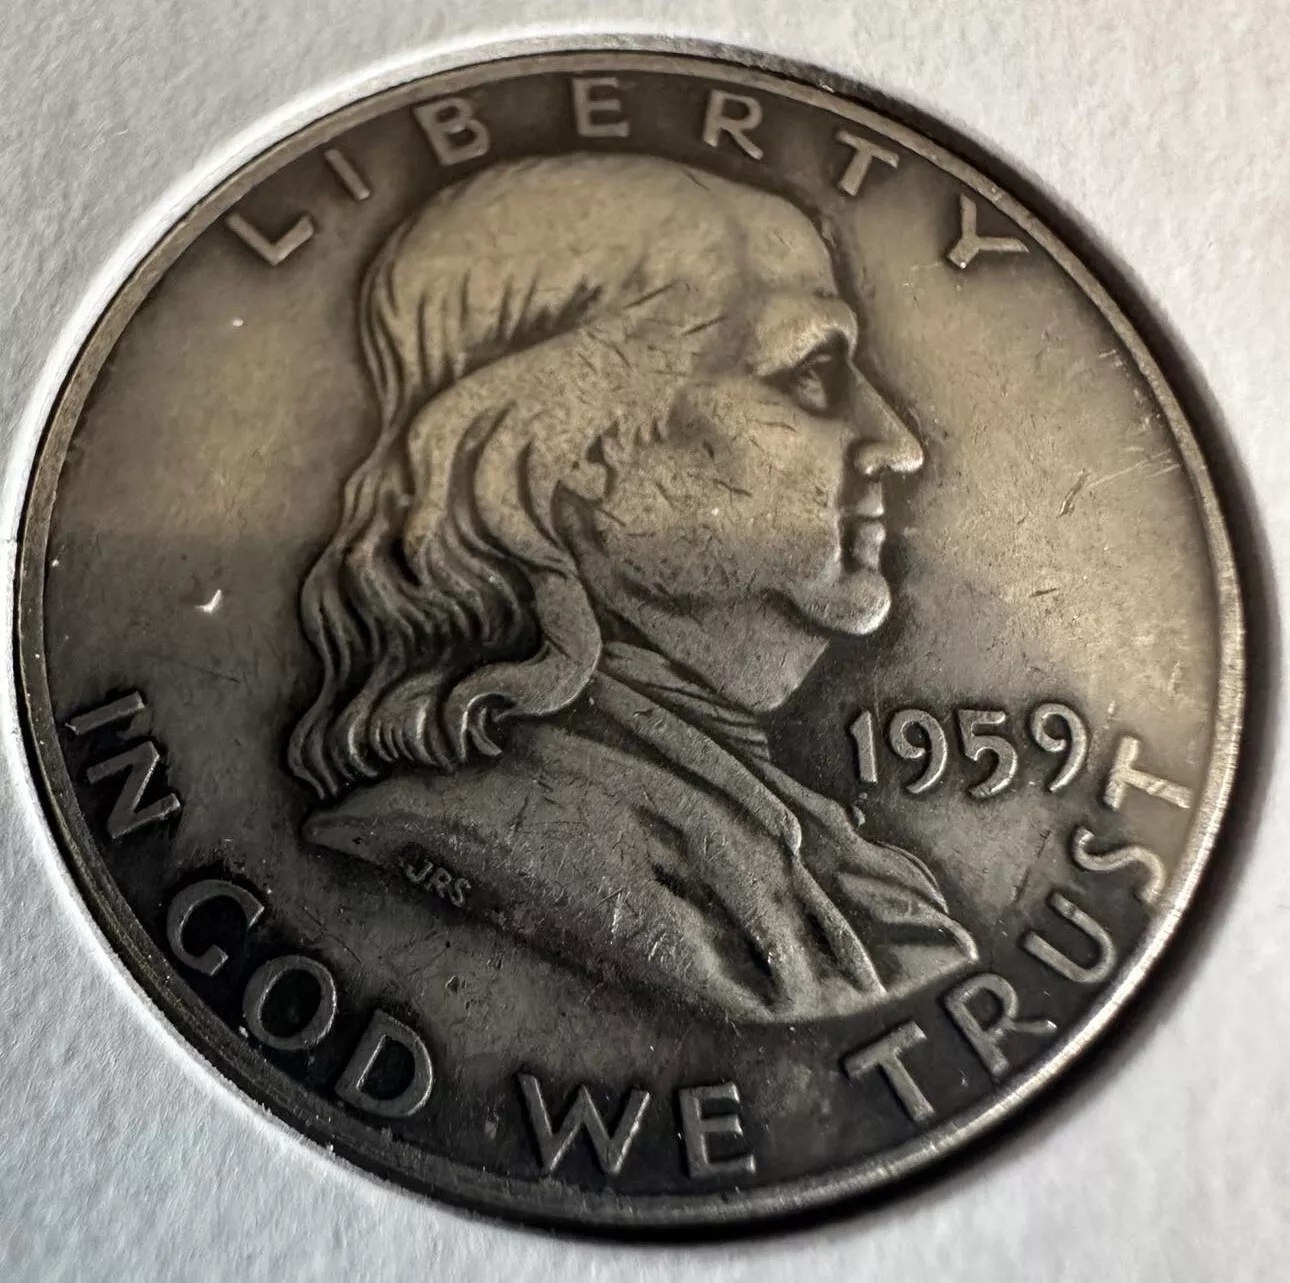 LIBERTY
1959
JRS
IN GOD WE TRUST